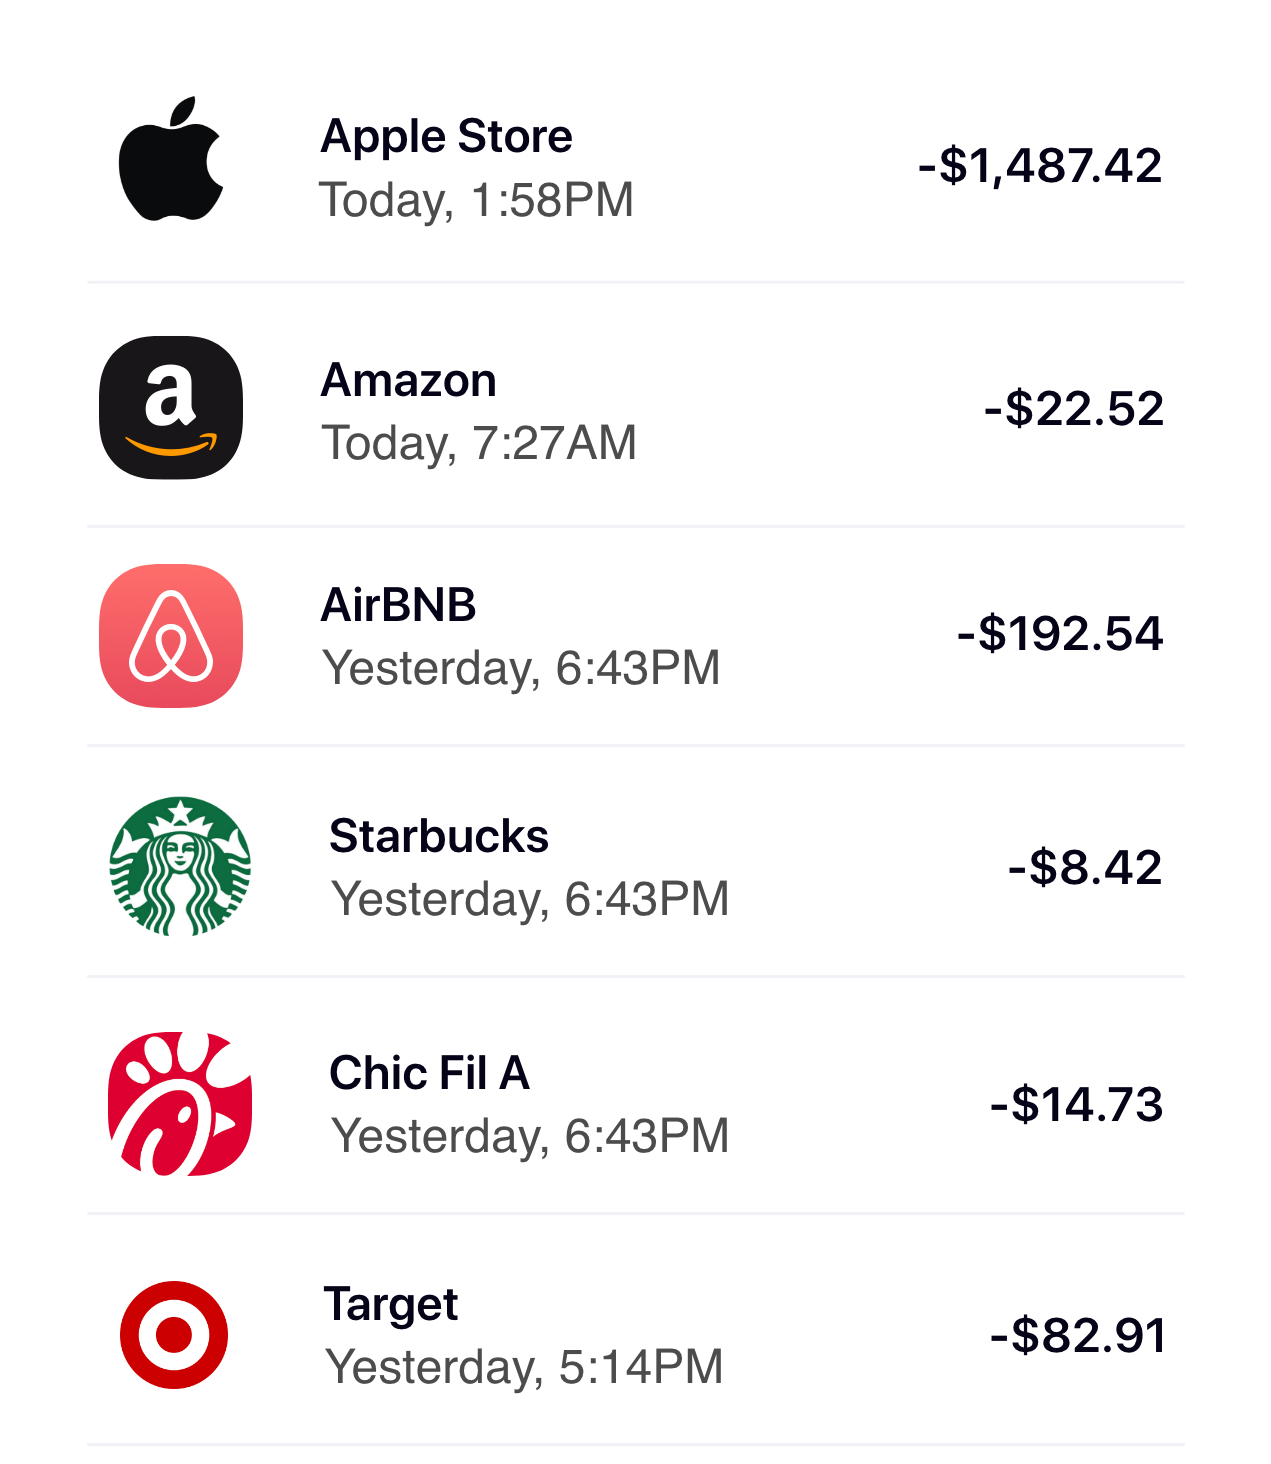 Apple Store
Today, 1:58PM
-$1,487.42
a
Amazon
Today, 7:27AM
-$22.52
AirBNB
Yesterday, 6:43PM
-$192.54
Starbucks
Yesterday, 6:43PM
-$8.42
Chic Fil A
Yesterday, 6:43PM
-$14.73
Target
Yesterday, 5:14PM
-$82.91